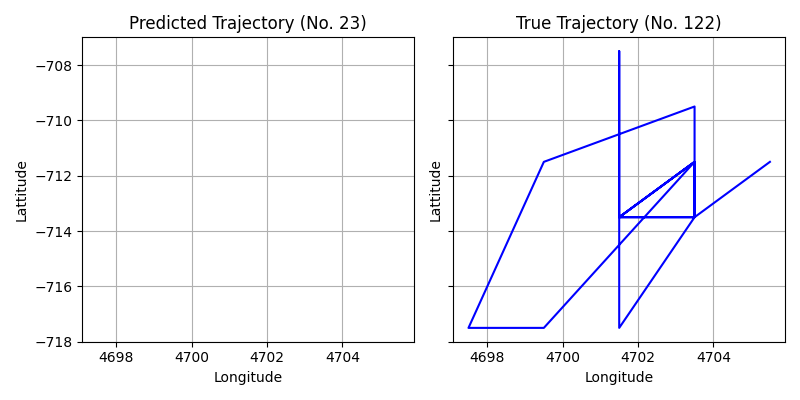 Predicted Trajectory (No. 23)
True Trajectory (No. 122)
−708
−710
−712
−714
−716
−718
Lattitude
Lattitude
4698 4700 4702 4704
4698 4700 4702 4704
Longitude
Longitude